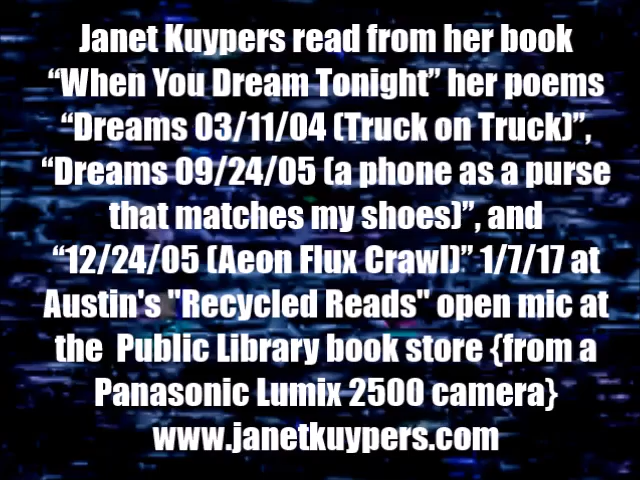 Janet Kuypers read from her book
“When You Dream Tonight” her poems
“Dreams 03/11/04 (Truck on Truck)”,
“Dreams 09/24/05 (a phone as a purse
that matches my shoes)”, and
“12/24/05 (Aeon Flux Crawl)” 1/7/17 at
Austin's "Recycled Reads" open mic at
the  Public Library book store {from a
Panasonic Lumix 2500 camera}
www.janetkuypers.com